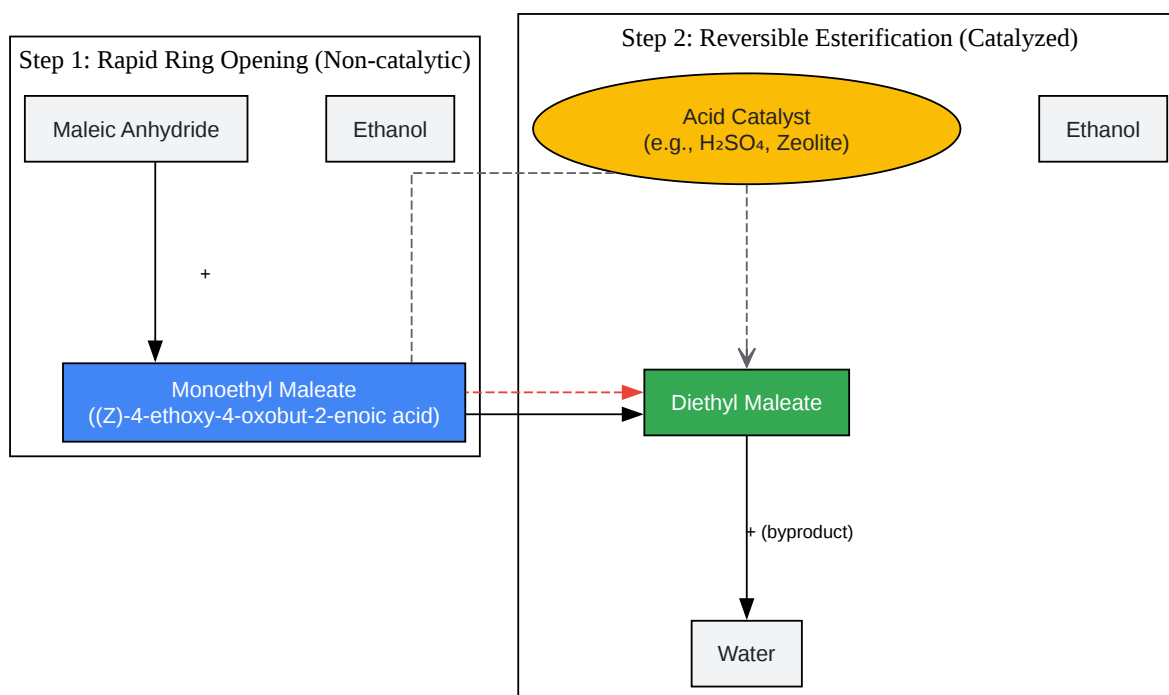 Step 1: Rapid Ring Opening (Non-catalytic)
Maleic Anhydride
Ethanol
+
Monoethyl Maleate
((Z)-4-ethoxy-4-oxobut-2-enoic acid)
Step 2: Reversible Esterification (Catalyzed)
Acid Catalyst
(e.g., H₂SO₄, Zeolite)
Ethanol
Diethyl Maleate
+ (byproduct)
Water